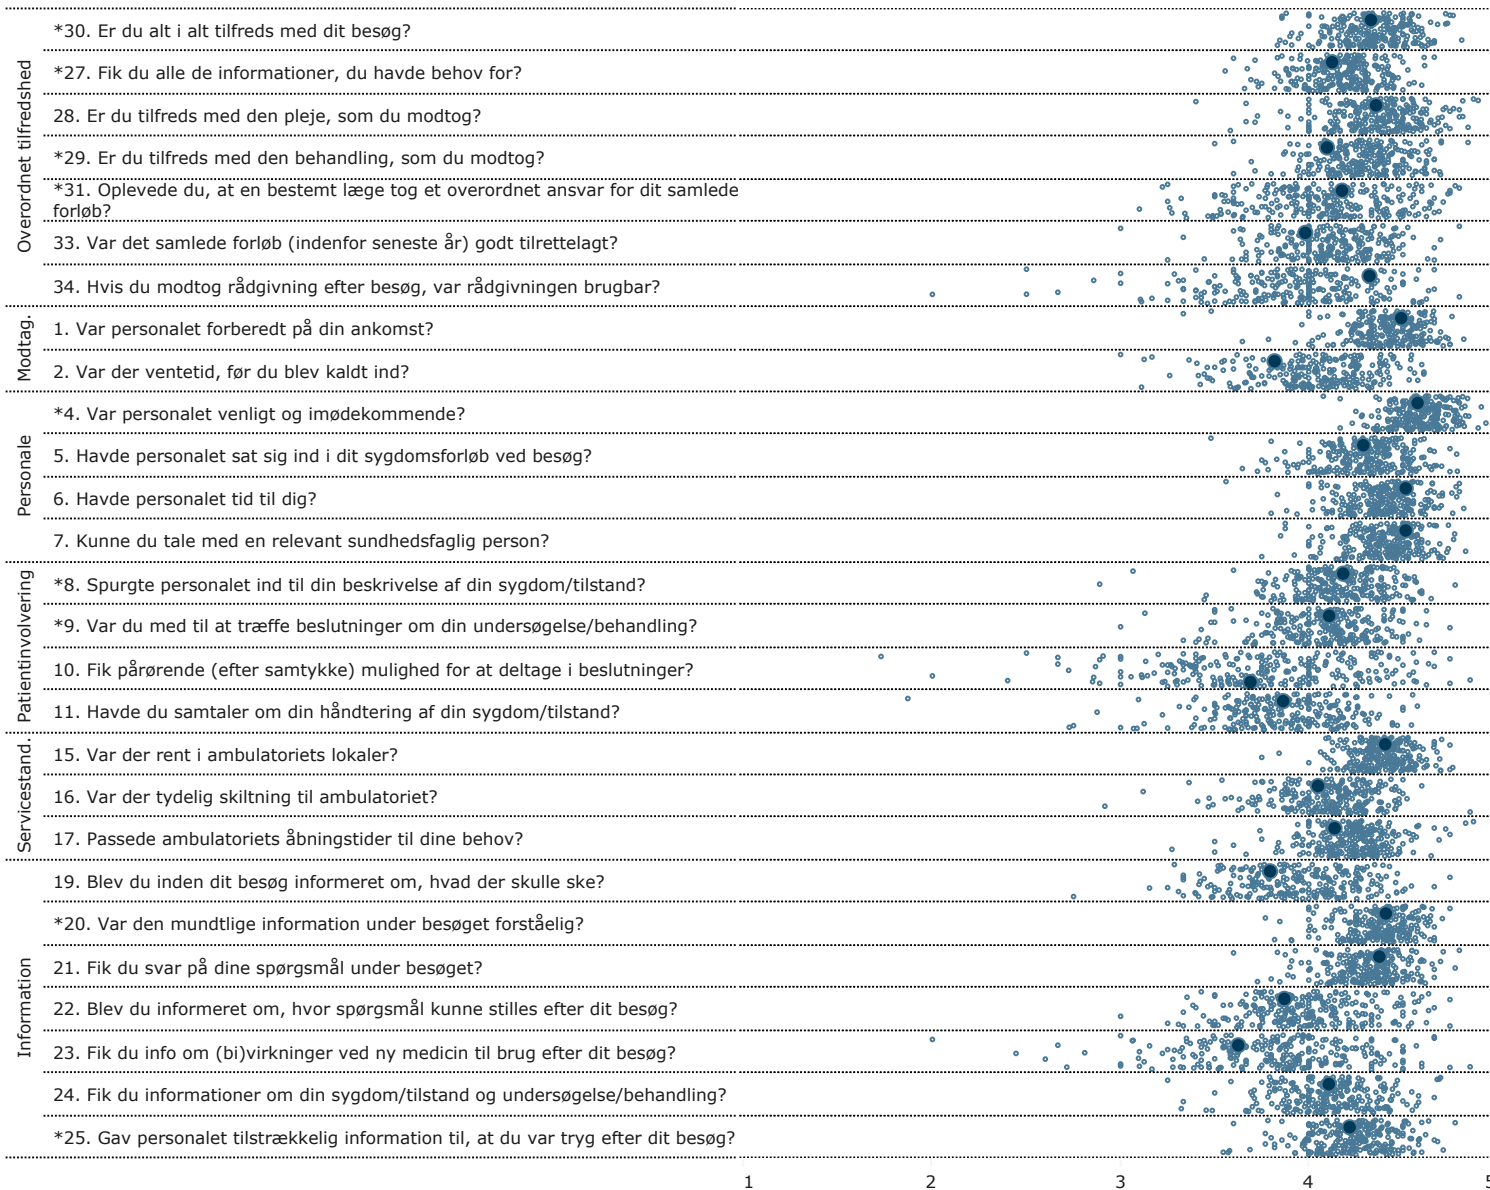 Overordnet tilfredshed
*30. Er du alt i alt tilfreds med dit besøg?
*27. Fik du alle de informationer, du havde behov for?
28. Er du tilfreds med den pleje, som du modtog?
*29. Er du tilfreds med den behandling, som du modtog?
*31. Oplevede du, at en bestemt læge tog et overordnet ansvar for dit samlede
forløb?
33. Var det samlede forløb (indenfor seneste år) godt tilrettelagt?
34. Hvis du modtog rådgivning efter besøg, var rådgivningen brugbar?
Modtag.
1. Var personalet forberedt på din ankomst?
2. Var der ventetid, før du blev kaldt ind?
Personale
*4. Var personalet venligt og imødekommende?
5. Havde personalet sat sig ind i dit sygdomsforløb ved besøg?
6. Havde personalet tid til dig?
7. Kunne du tale med en relevant sundhedsfaglig person?
Patientinvolvering
*8. Spurgte personalet ind til din beskrivelse af din sygdom/tilstand?
*9. Var du med til at træffe beslutninger om din undersøgelse/behandling?
10. Fik pårørende (efter samtykke) mulighed for at deltage i beslutninger?
11. Havde du samtaler om din håndtering af din sygdom/tilstand?
Servicestand.
15. Var der rent i ambulatoriets lokaler?
16. Var der tydelig skiltning til ambulatoriet?
17. Passede ambulatoriets åbningstider til dine behov?
Information
19. Blev du inden dit besøg informeret om, hvad der skulle ske?
*20. Var den mundtlige information under besøget forståelig?
21. Fik du svar på dine spørgsmål under besøget?
22. Blev du informeret om, hvor spørgsmål kunne stilles efter dit besøg?
23. Fik du info om (bi)virkninger ved ny medicin til brug efter dit besøg?
24. Fik du informationer om din sygdom/tilstand og undersøgelse/behandling?
*25. Gav personalet tilstrækkelig information til, at du var tryg efter dit besøg?
1 2 3 4 5